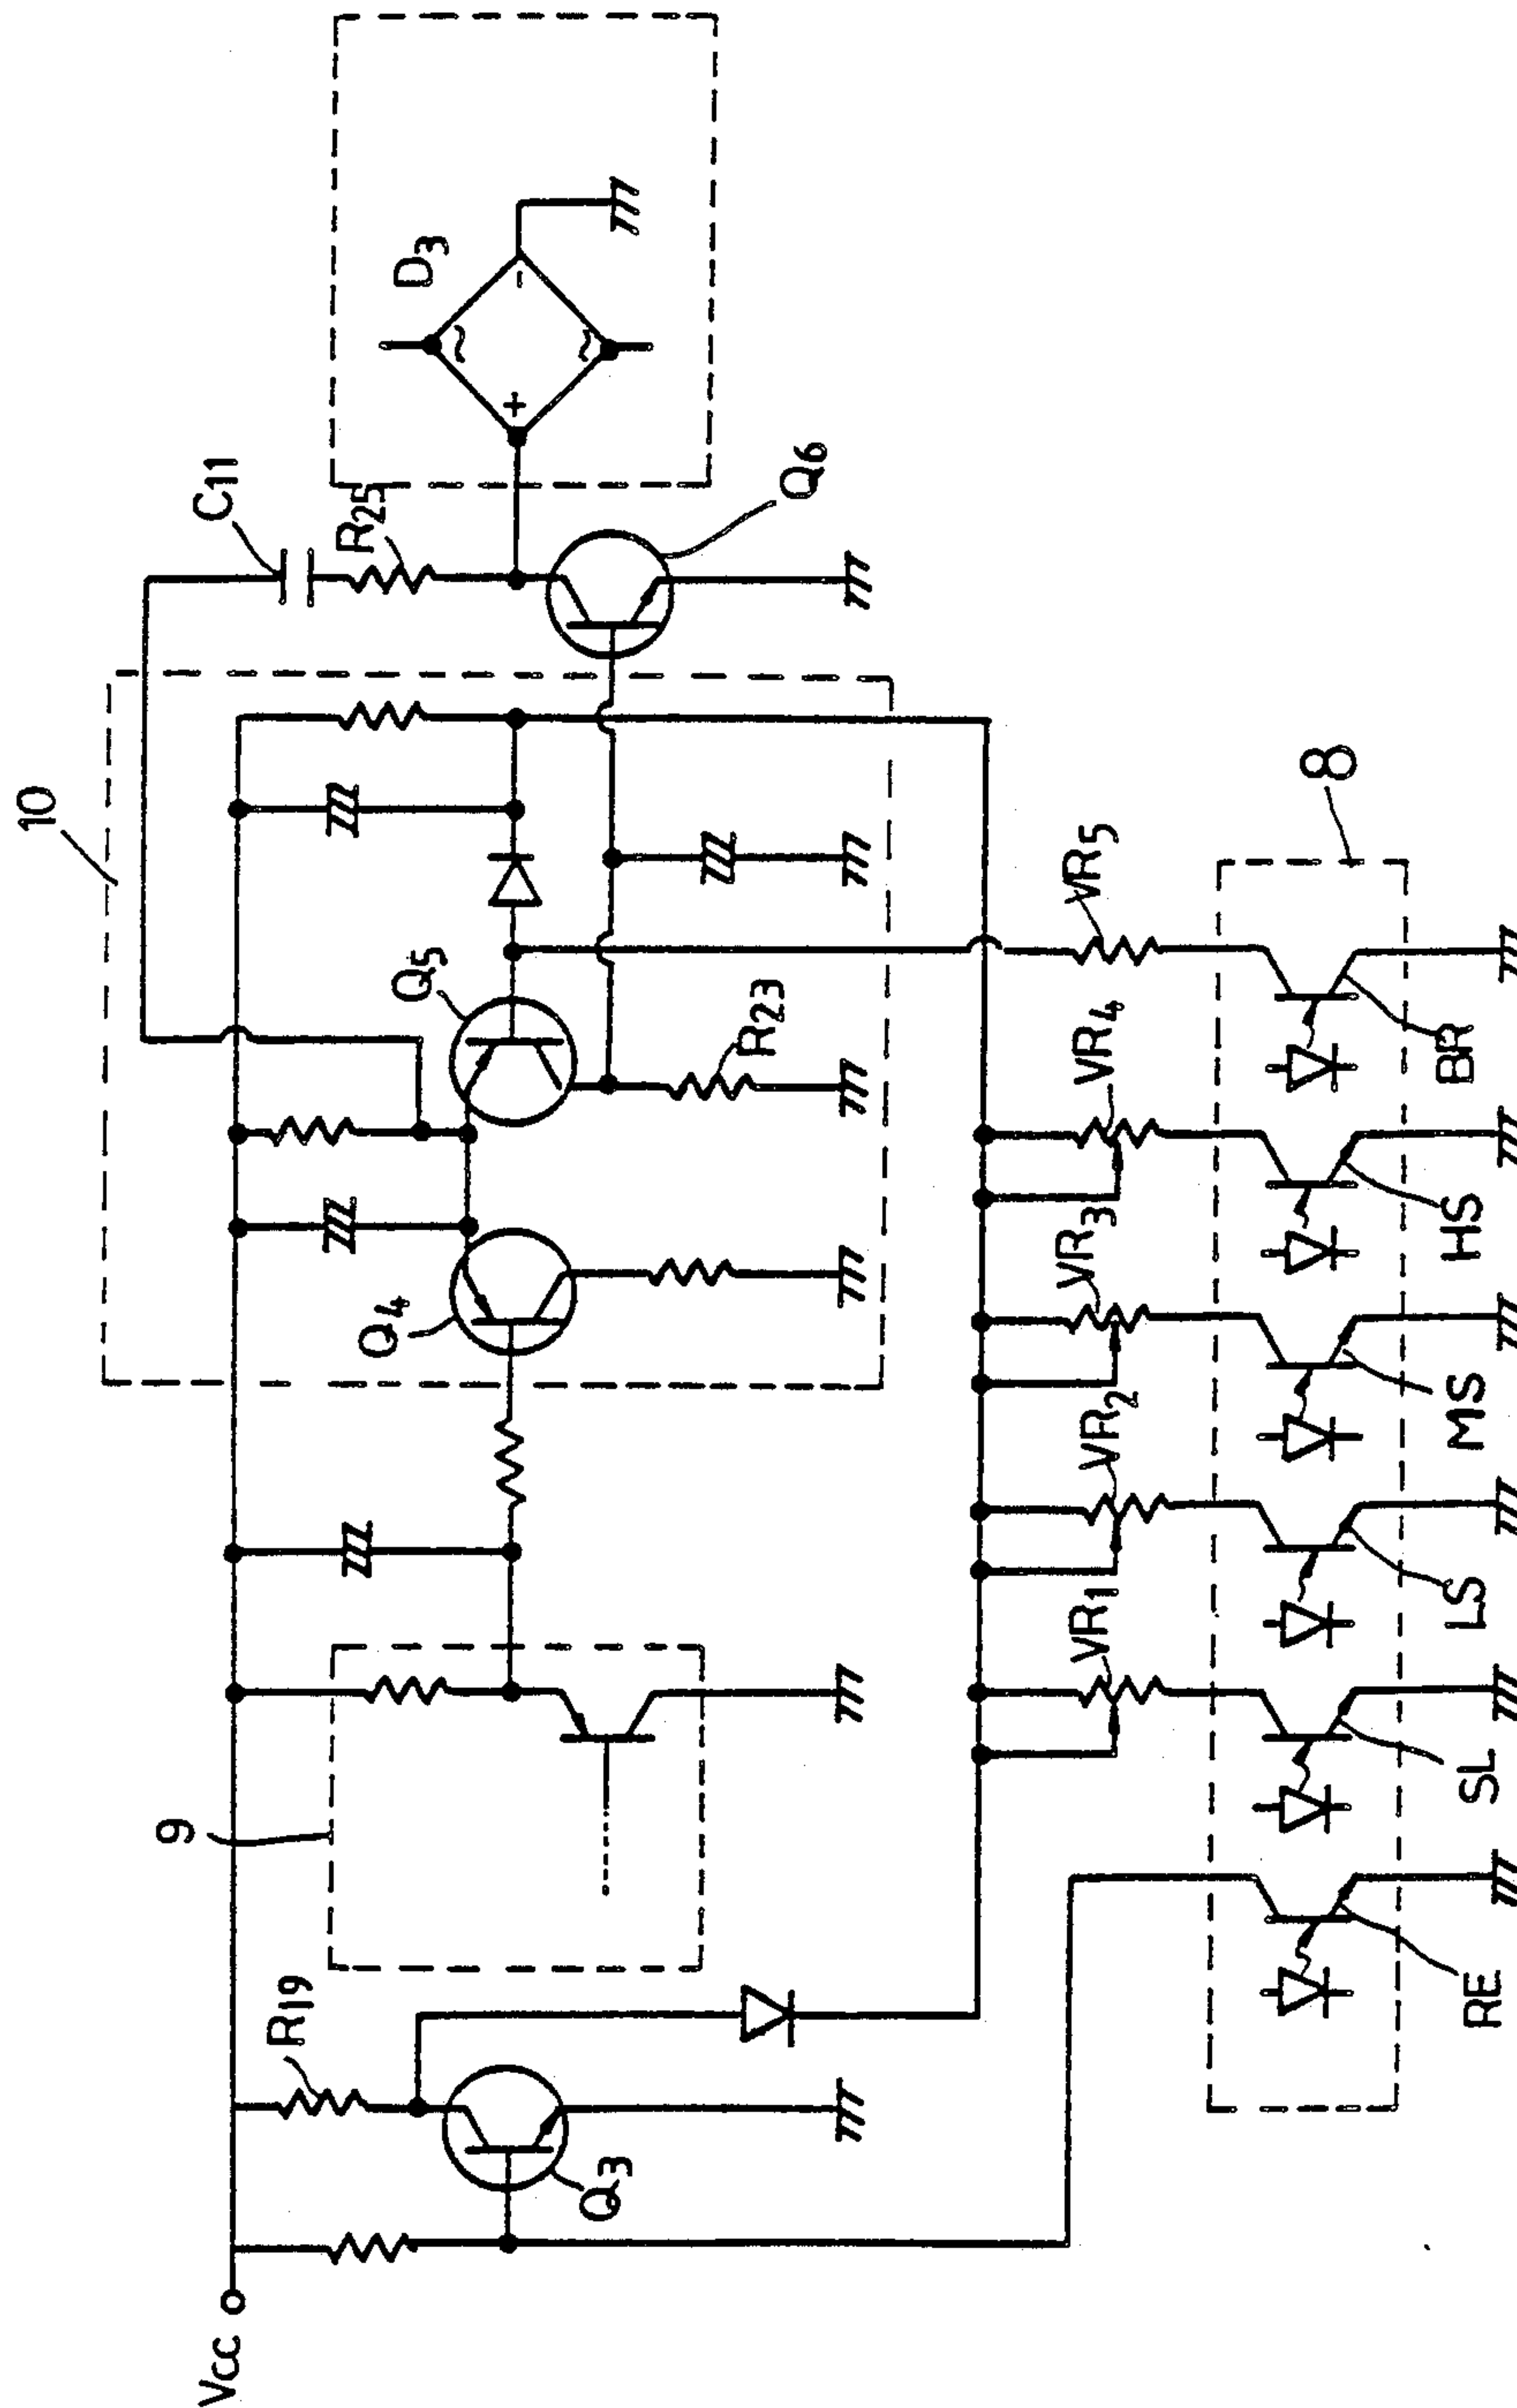 Vcc
R19
Q3
9
10
Q4
Q5
R23
C11
R25
Q6
D3
+
-
~
~
VR1
VR2
VR3
VR4
VR5
8
RE
SL
LS
MS
HS
BR